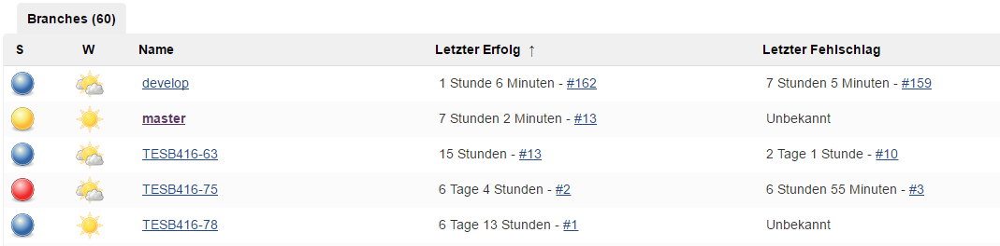 Branches (60)
S W Name Letzter Erfolg ↑ Letzter Fehlschlag
develop 1 Stunde 6 Minuten - #162 7 Stunden 5 Minuten - #159
master 7 Stunden 2 Minuten - #13 Unbekannt
TESB416-63 15 Stunden - #13 2 Tage 1 Stunde - #10
TESB416-75 6 Tage 4 Stunden - #2 6 Stunden 55 Minuten - #3
TESB416-78 6 Tage 13 Stunden - #1 Unbekannt